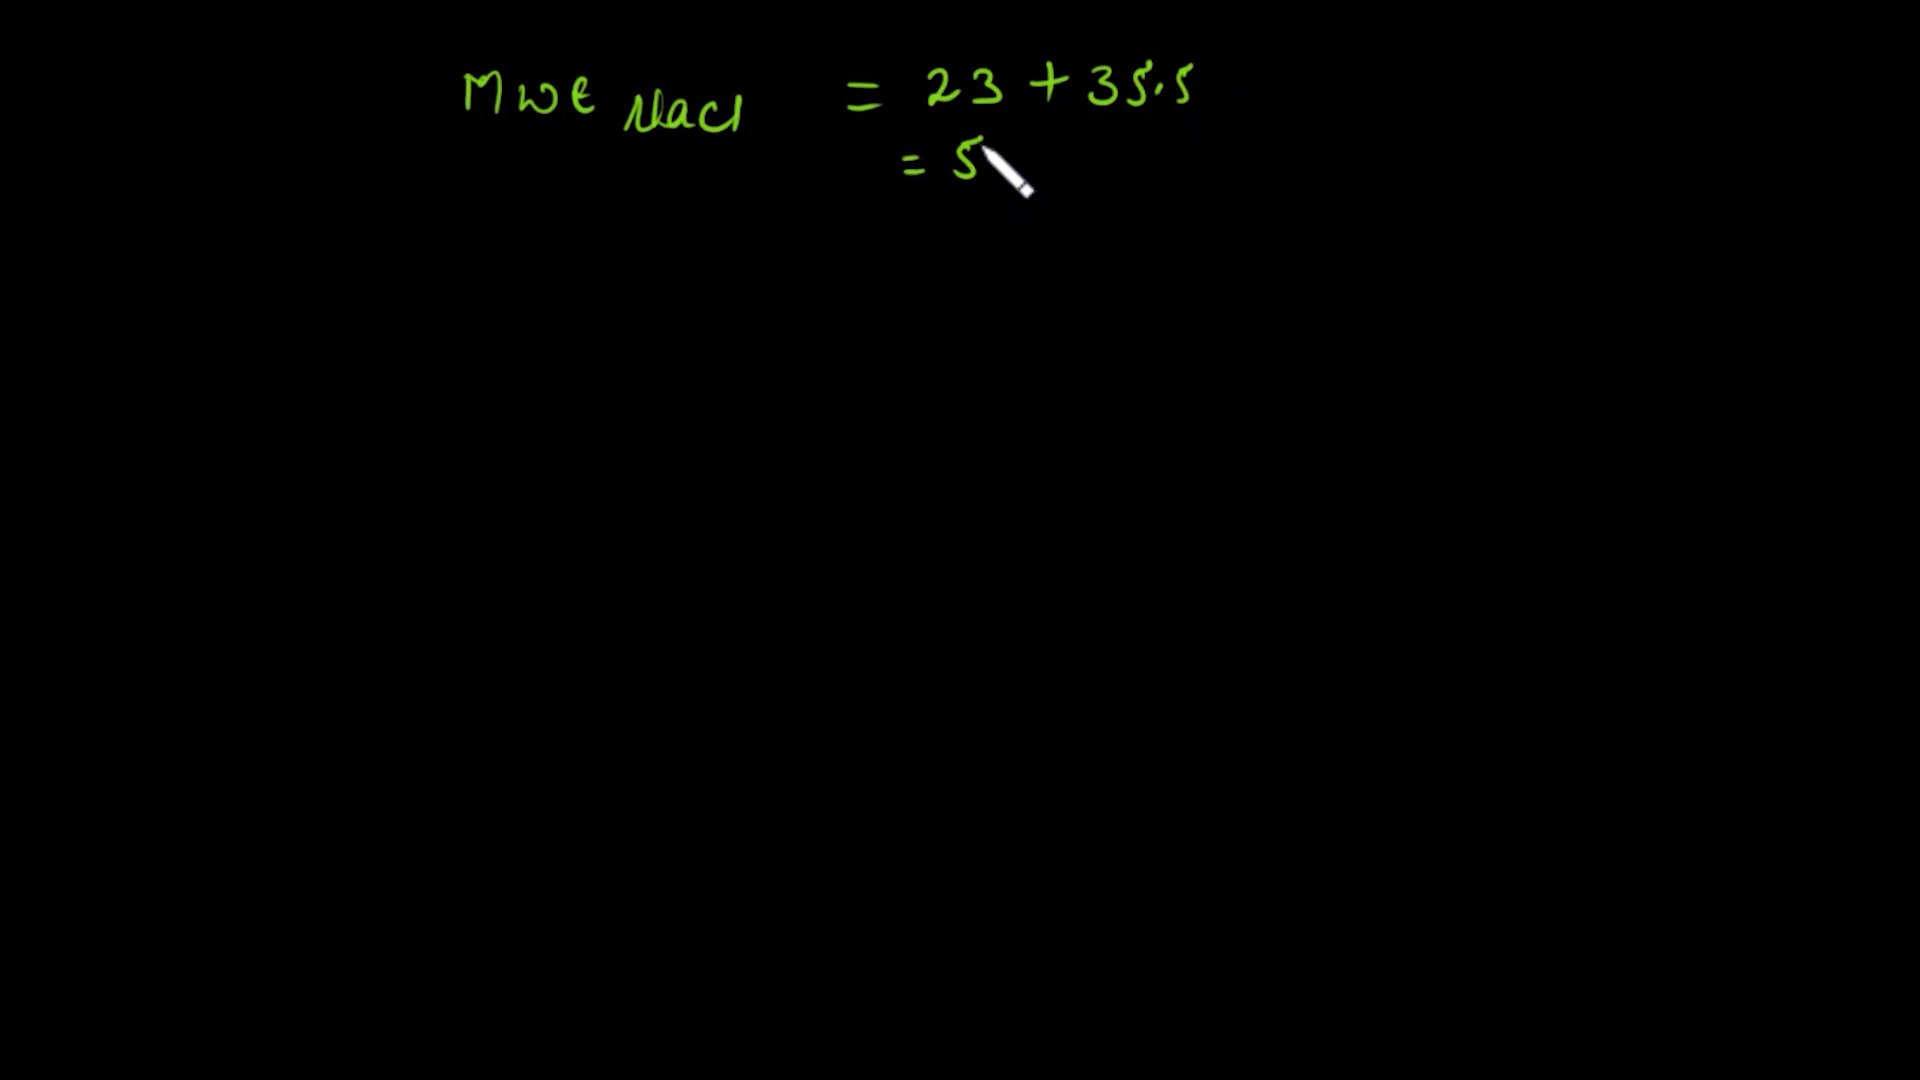 Mwt NaCl = 23 + 35.5
= 5